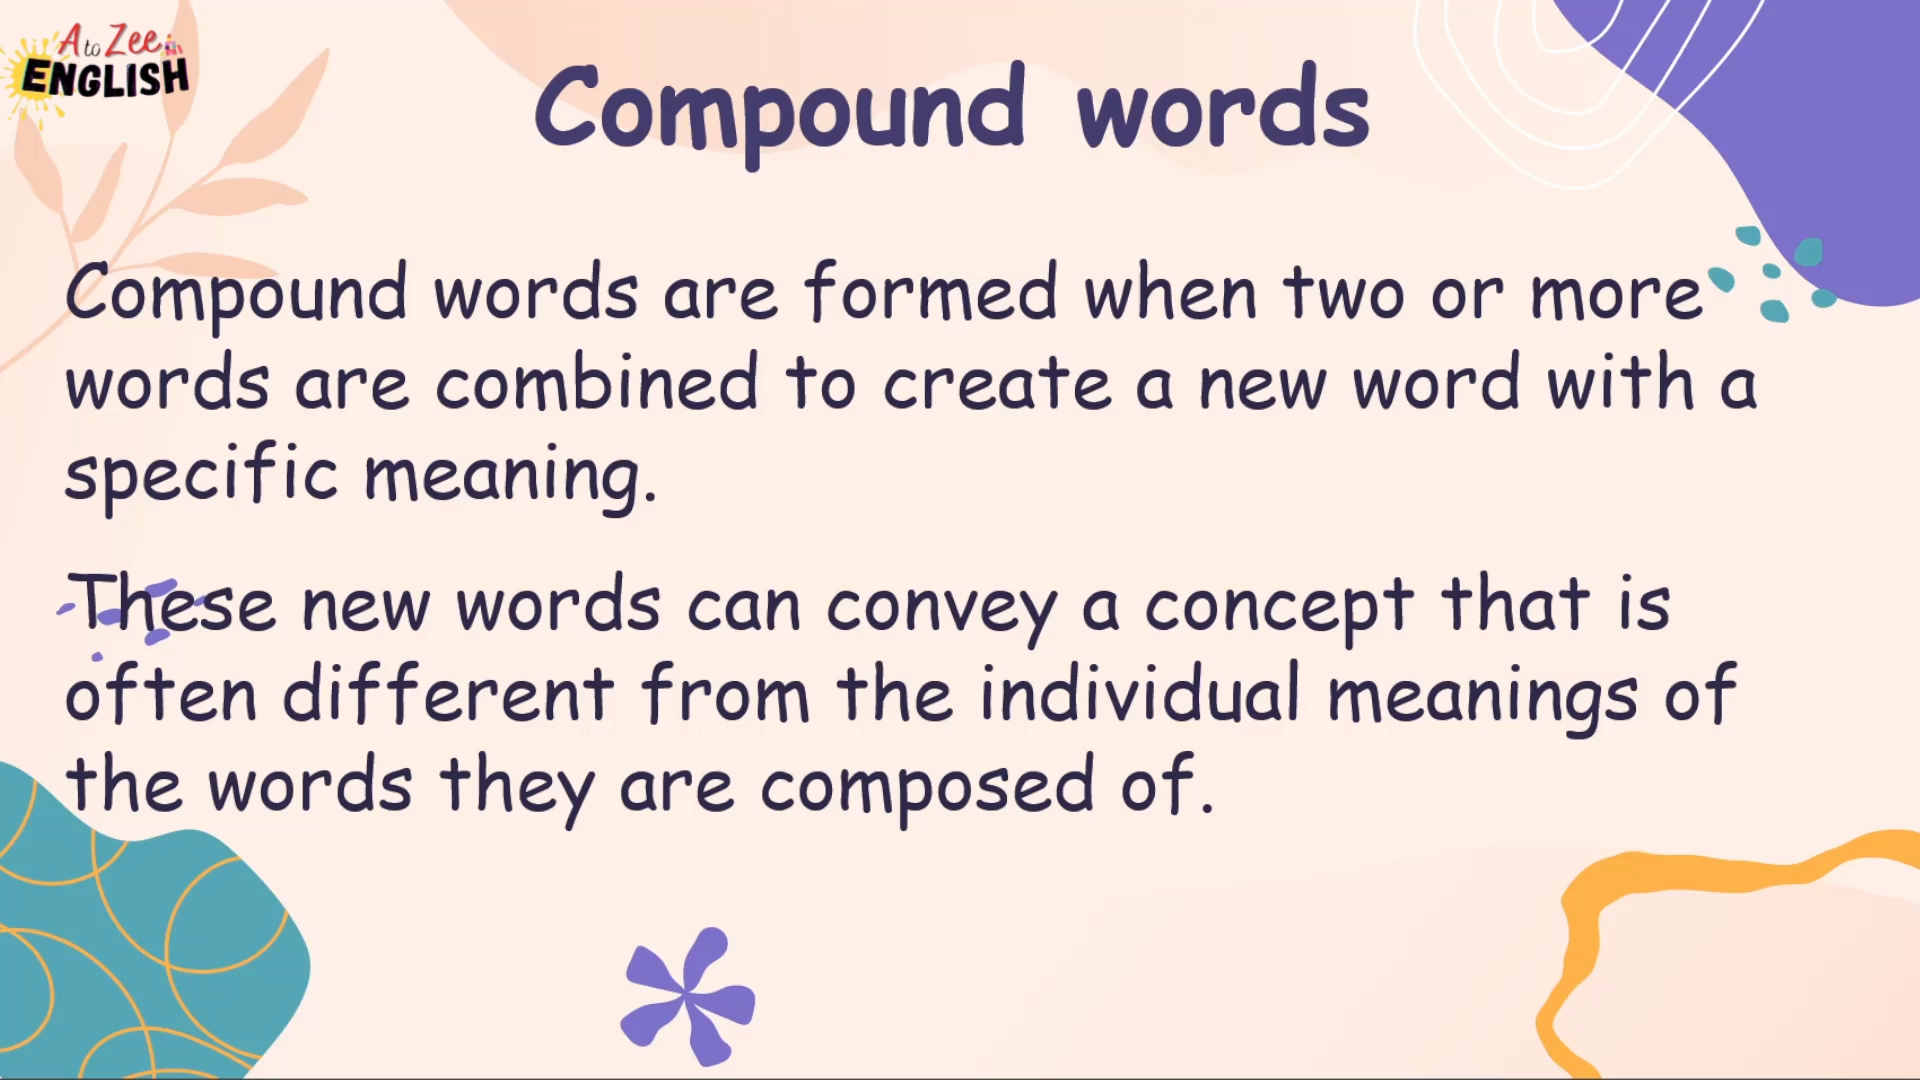 A to Zee
ENGLISH
Compound words
Compound words are formed when two or more
words are combined to create a new word with a
specific meaning.
These new words can convey a concept that is
often different from the individual meanings of
the words they are composed of.